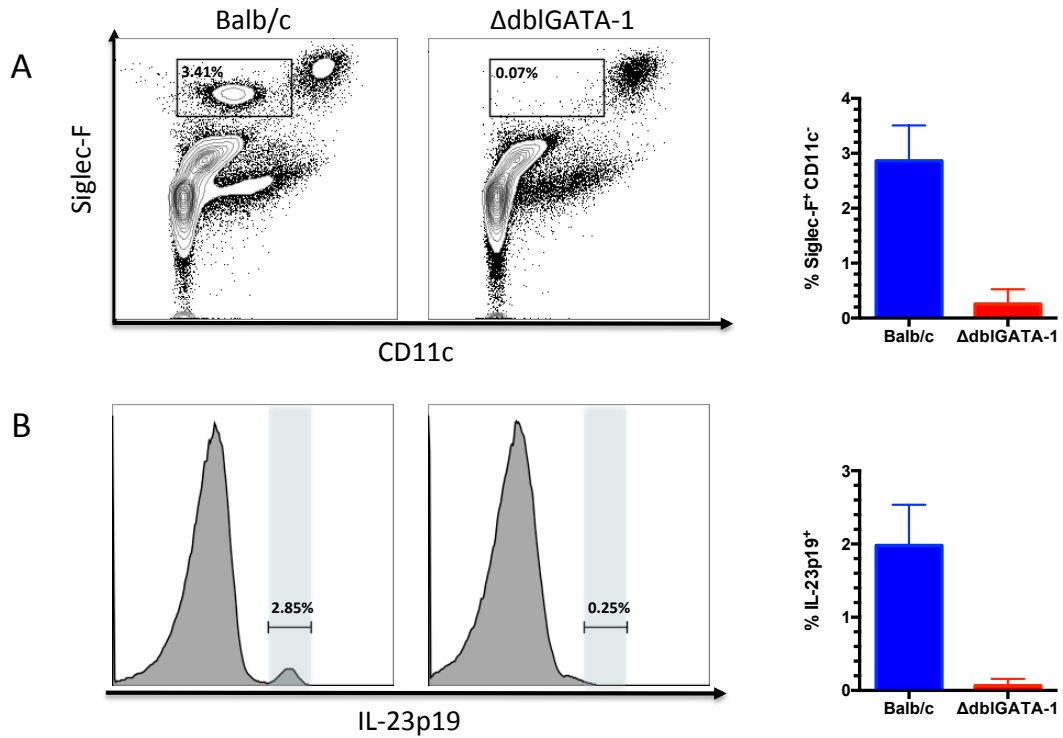 Balb/c
ΔdblGATA-1
A
3.41%
0.07%
Siglec-F
CD11c
4
3
2
1
0
% Siglec-F⁺ CD11c⁻
Balb/c
ΔdblGATA-1
B
2.85%
0.25%
IL-23p19
3
2
1
0
% IL-23p19⁺
Balb/c
ΔdblGATA-1